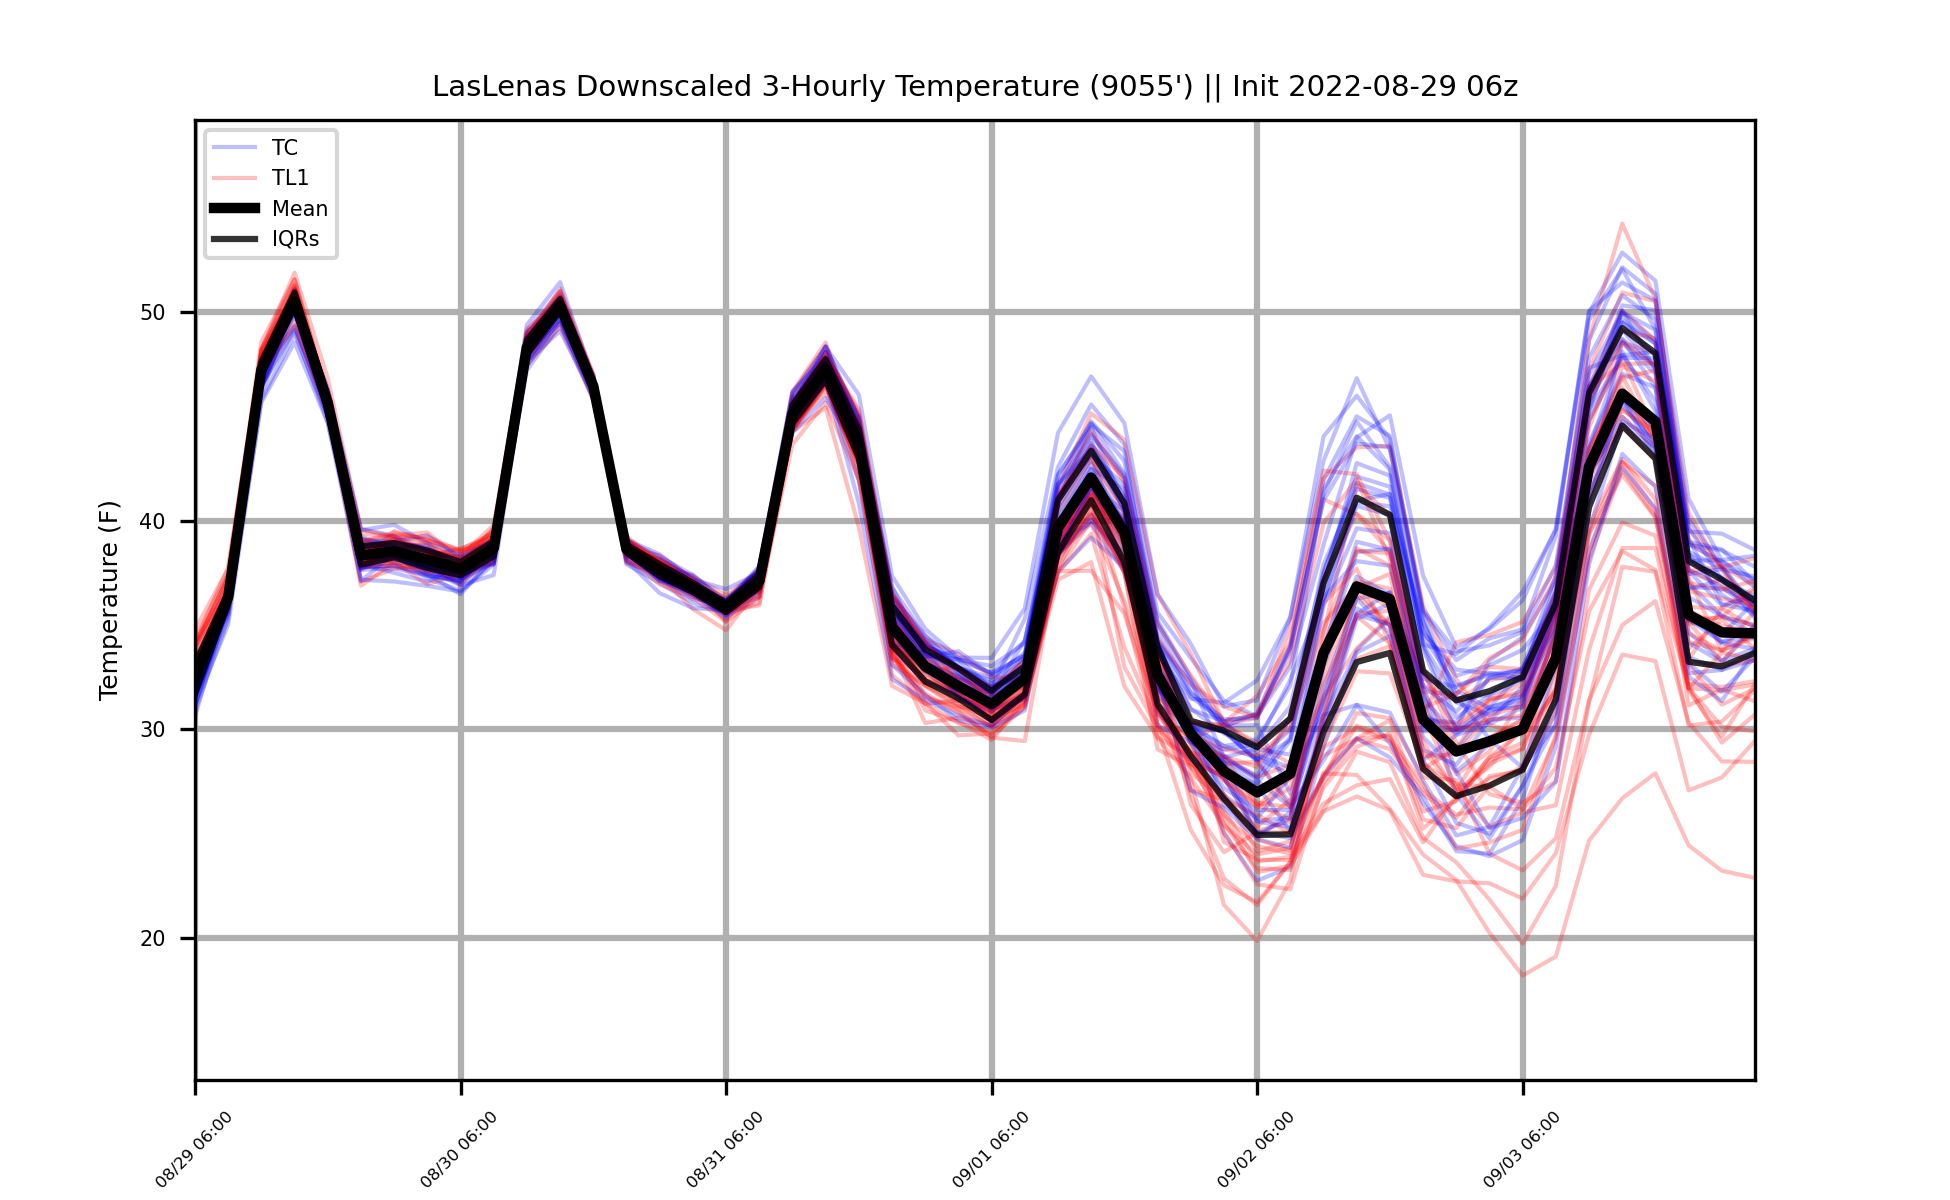 LasLenas Downscaled 3-Hourly Temperature (9055') || Init 2022-08-29 06z
TC
TL1
Mean
IQRs
Temperature (F)
50
40
30
20
08/29 06:00
08/30 06:00
08/31 06:00
09/01 06:00
09/02 06:00
09/03 06:00